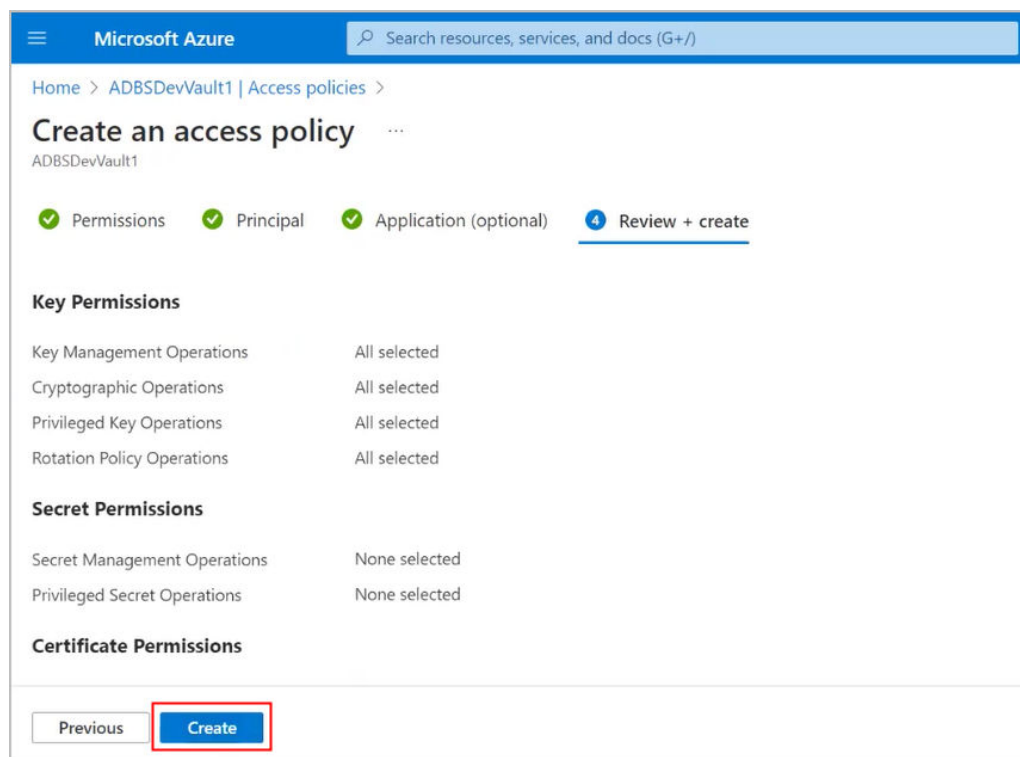 Microsoft Azure
Search resources, services, and docs (G+/)
Home > ADBSDevVault1 | Access policies >
Create an access policy ...
ADBSDevVault1
Permissions Principal Application (optional) 4 Review + create
Key Permissions
Key Management Operations All selected
Cryptographic Operations All selected
Privileged Key Operations All selected
Rotation Policy Operations All selected
Secret Permissions
Secret Management Operations None selected
Privileged Secret Operations None selected
Certificate Permissions
Previous Create